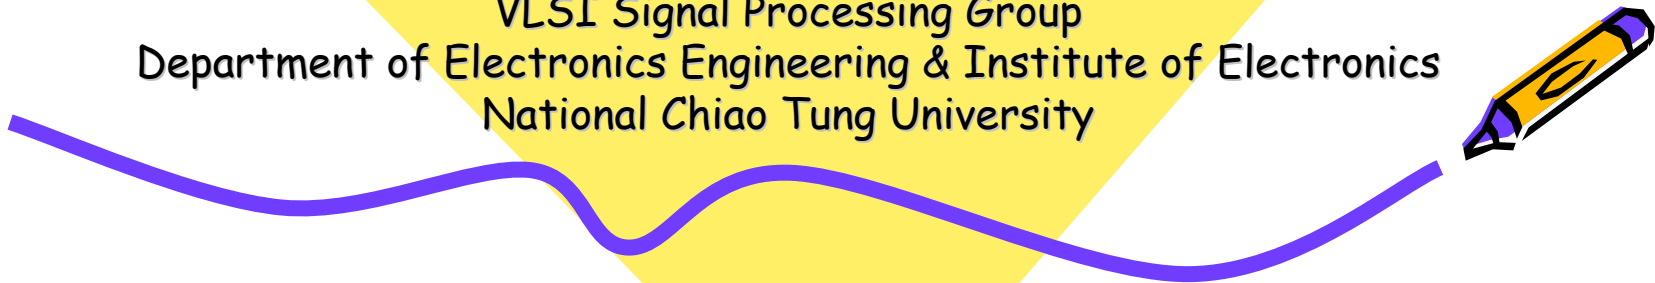 VLSI Signal Processing Group
Department of Electronics Engineering & Institute of Electronics
National Chiao Tung University